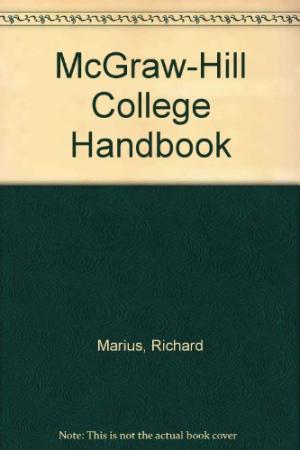 McGraw-Hill
College
Handbook
Marius, Richard
Note: This is not the actual book cover